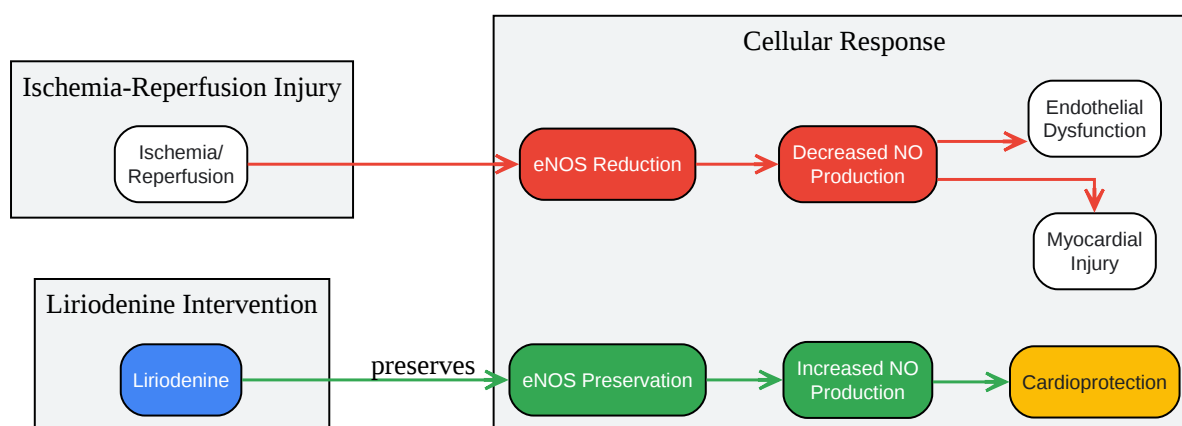 Cellular Response
Ischemia-Reperfusion Injury
Ischemia/
Reperfusion
eNOS Reduction
Decreased NO
Production
Endothelial
Dysfunction
Myocardial
Injury
Liriodenine Intervention
Liriodenine
preserves
eNOS Preservation
Increased NO
Production
Cardioprotection